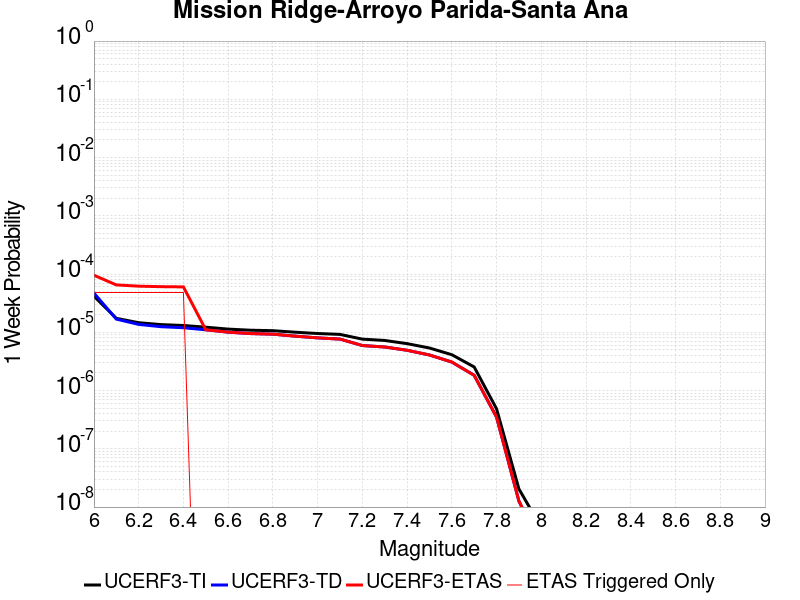 Mission Ridge-Arroyo Parida-Santa Ana
10^0
10^-1
10^-2
10^-3
10^-4
10^-5
10^-6
10^-7
10^-8
1 Week Probability
6 6.2 6.4 6.6 6.8 7 7.2 7.4 7.6 7.8 8 8.2 8.4 8.6 8.8 9
Magnitude
UCERF3-TI UCERF3-TD UCERF3-ETAS ETAS Triggered Only